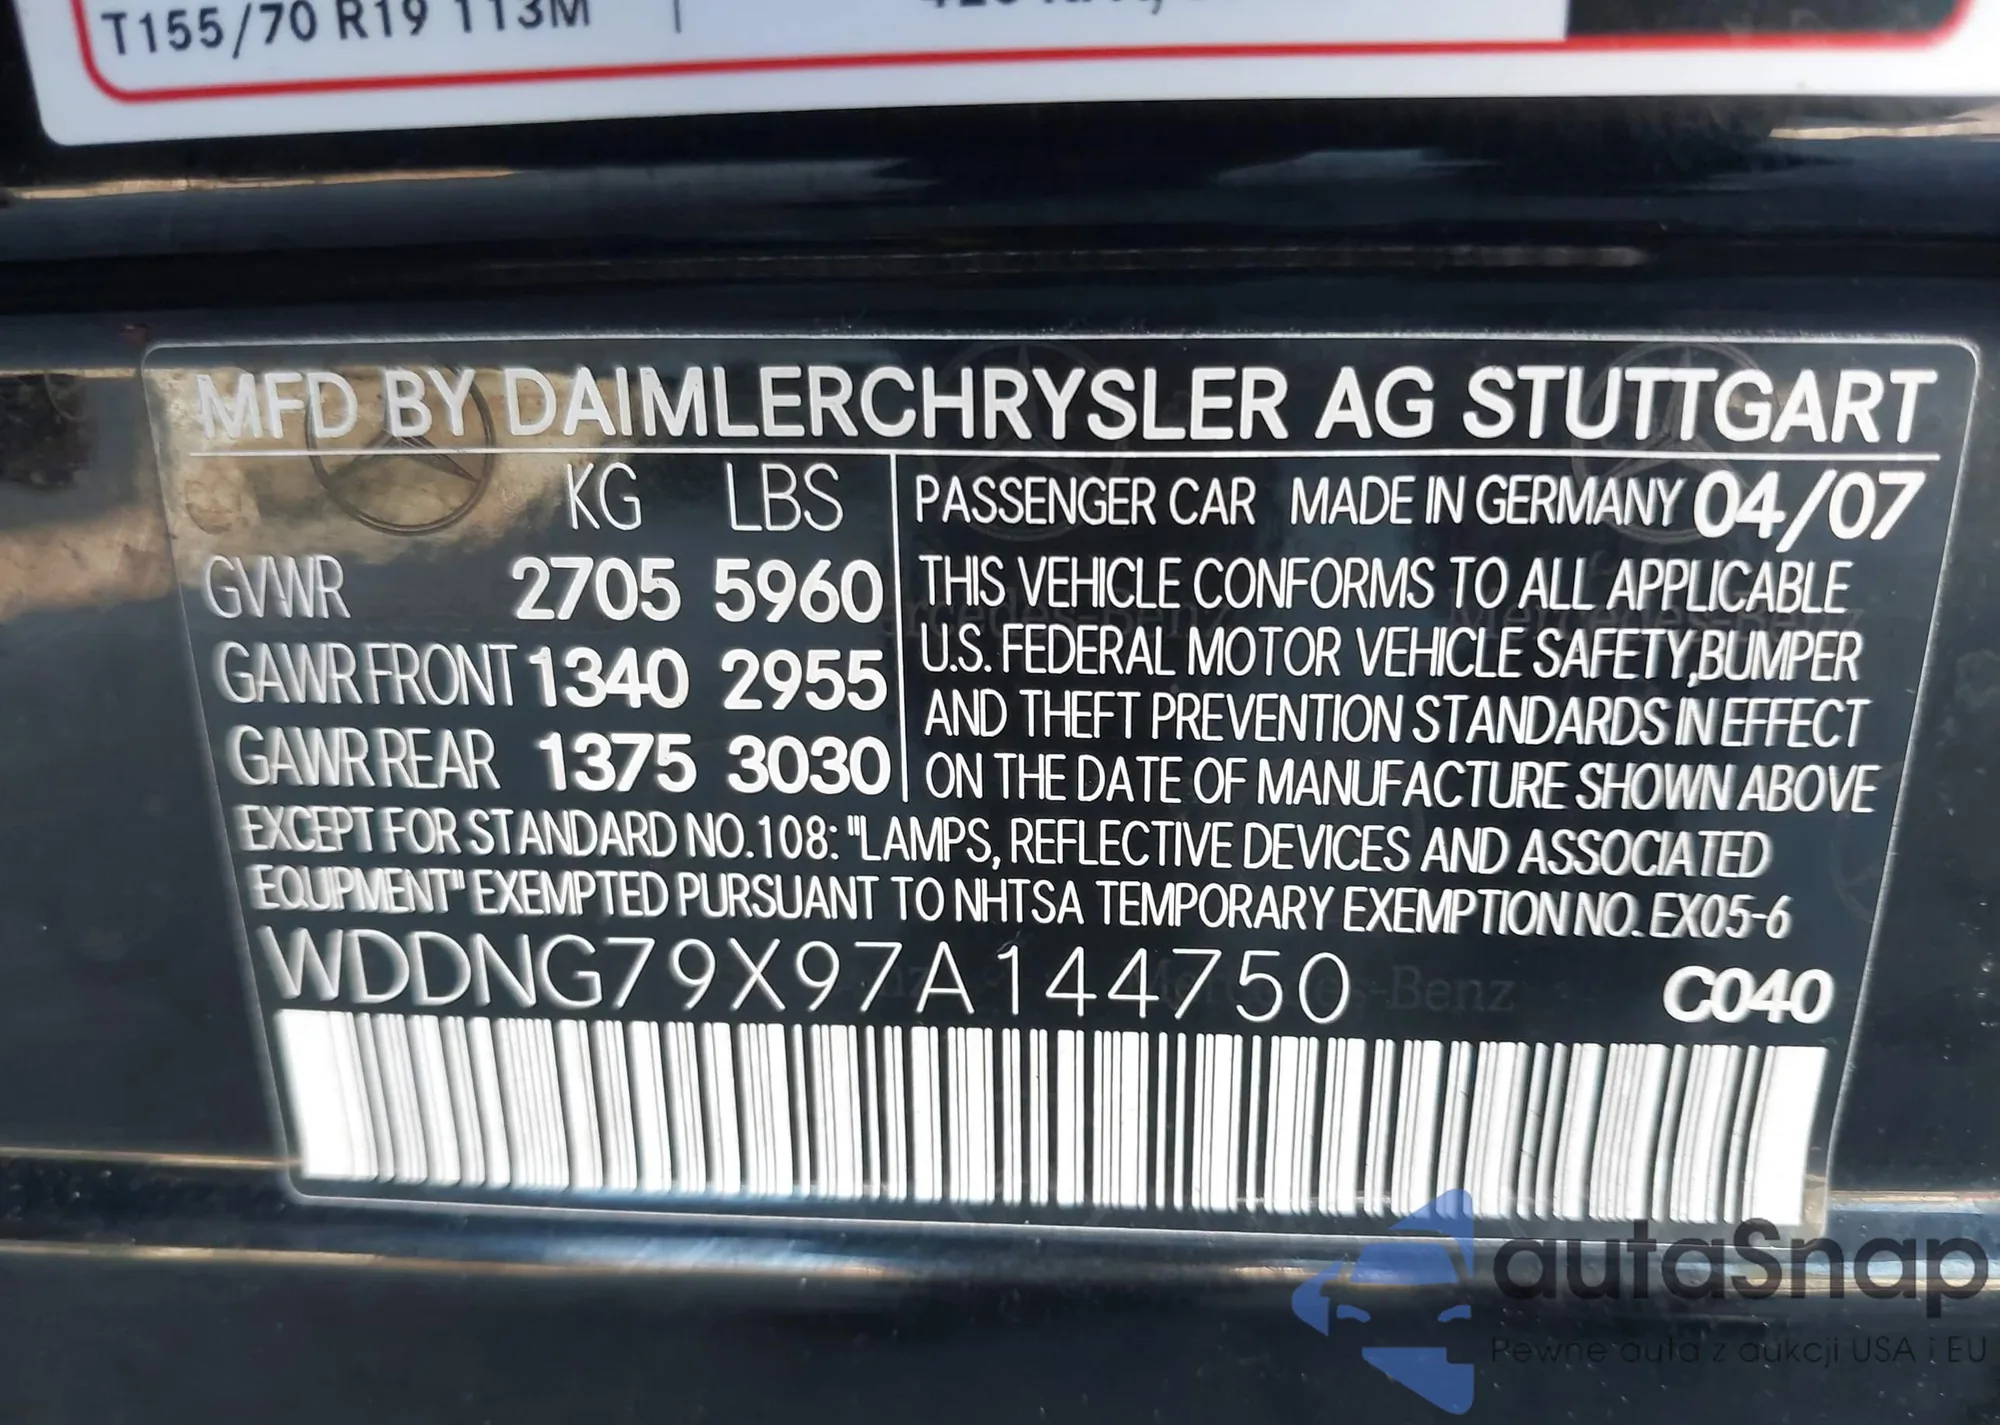 T155/70 R19 113M
MFD BY DAIMLERCHRYSLER AG STUTTGART
KG LBS
GVWR 2705 5960
GAWR FRONT 1340 2955
GAWR REAR 1375 3030
PASSENGER CAR MADE IN GERMANY 04/07
THIS VEHICLE CONFORMS TO ALL APPLICABLE
U.S. FEDERAL MOTOR VEHICLE SAFETY, BUMPER
AND THEFT PREVENTION STANDARDS IN EFFECT
ON THE DATE OF MANUFACTURE SHOWN ABOVE
EXCEPT FOR STANDARD NO.108: "LAMPS, REFLECTIVE DEVICES AND ASSOCIATED
EQUIPMENT" EXEMPTED PURSUANT TO NHTSA TEMPORARY EXEMPTION NO. EX05-6
WDDNG79X97A144750 C040
autaSnap
Pewne auta z aukcji USA i EU